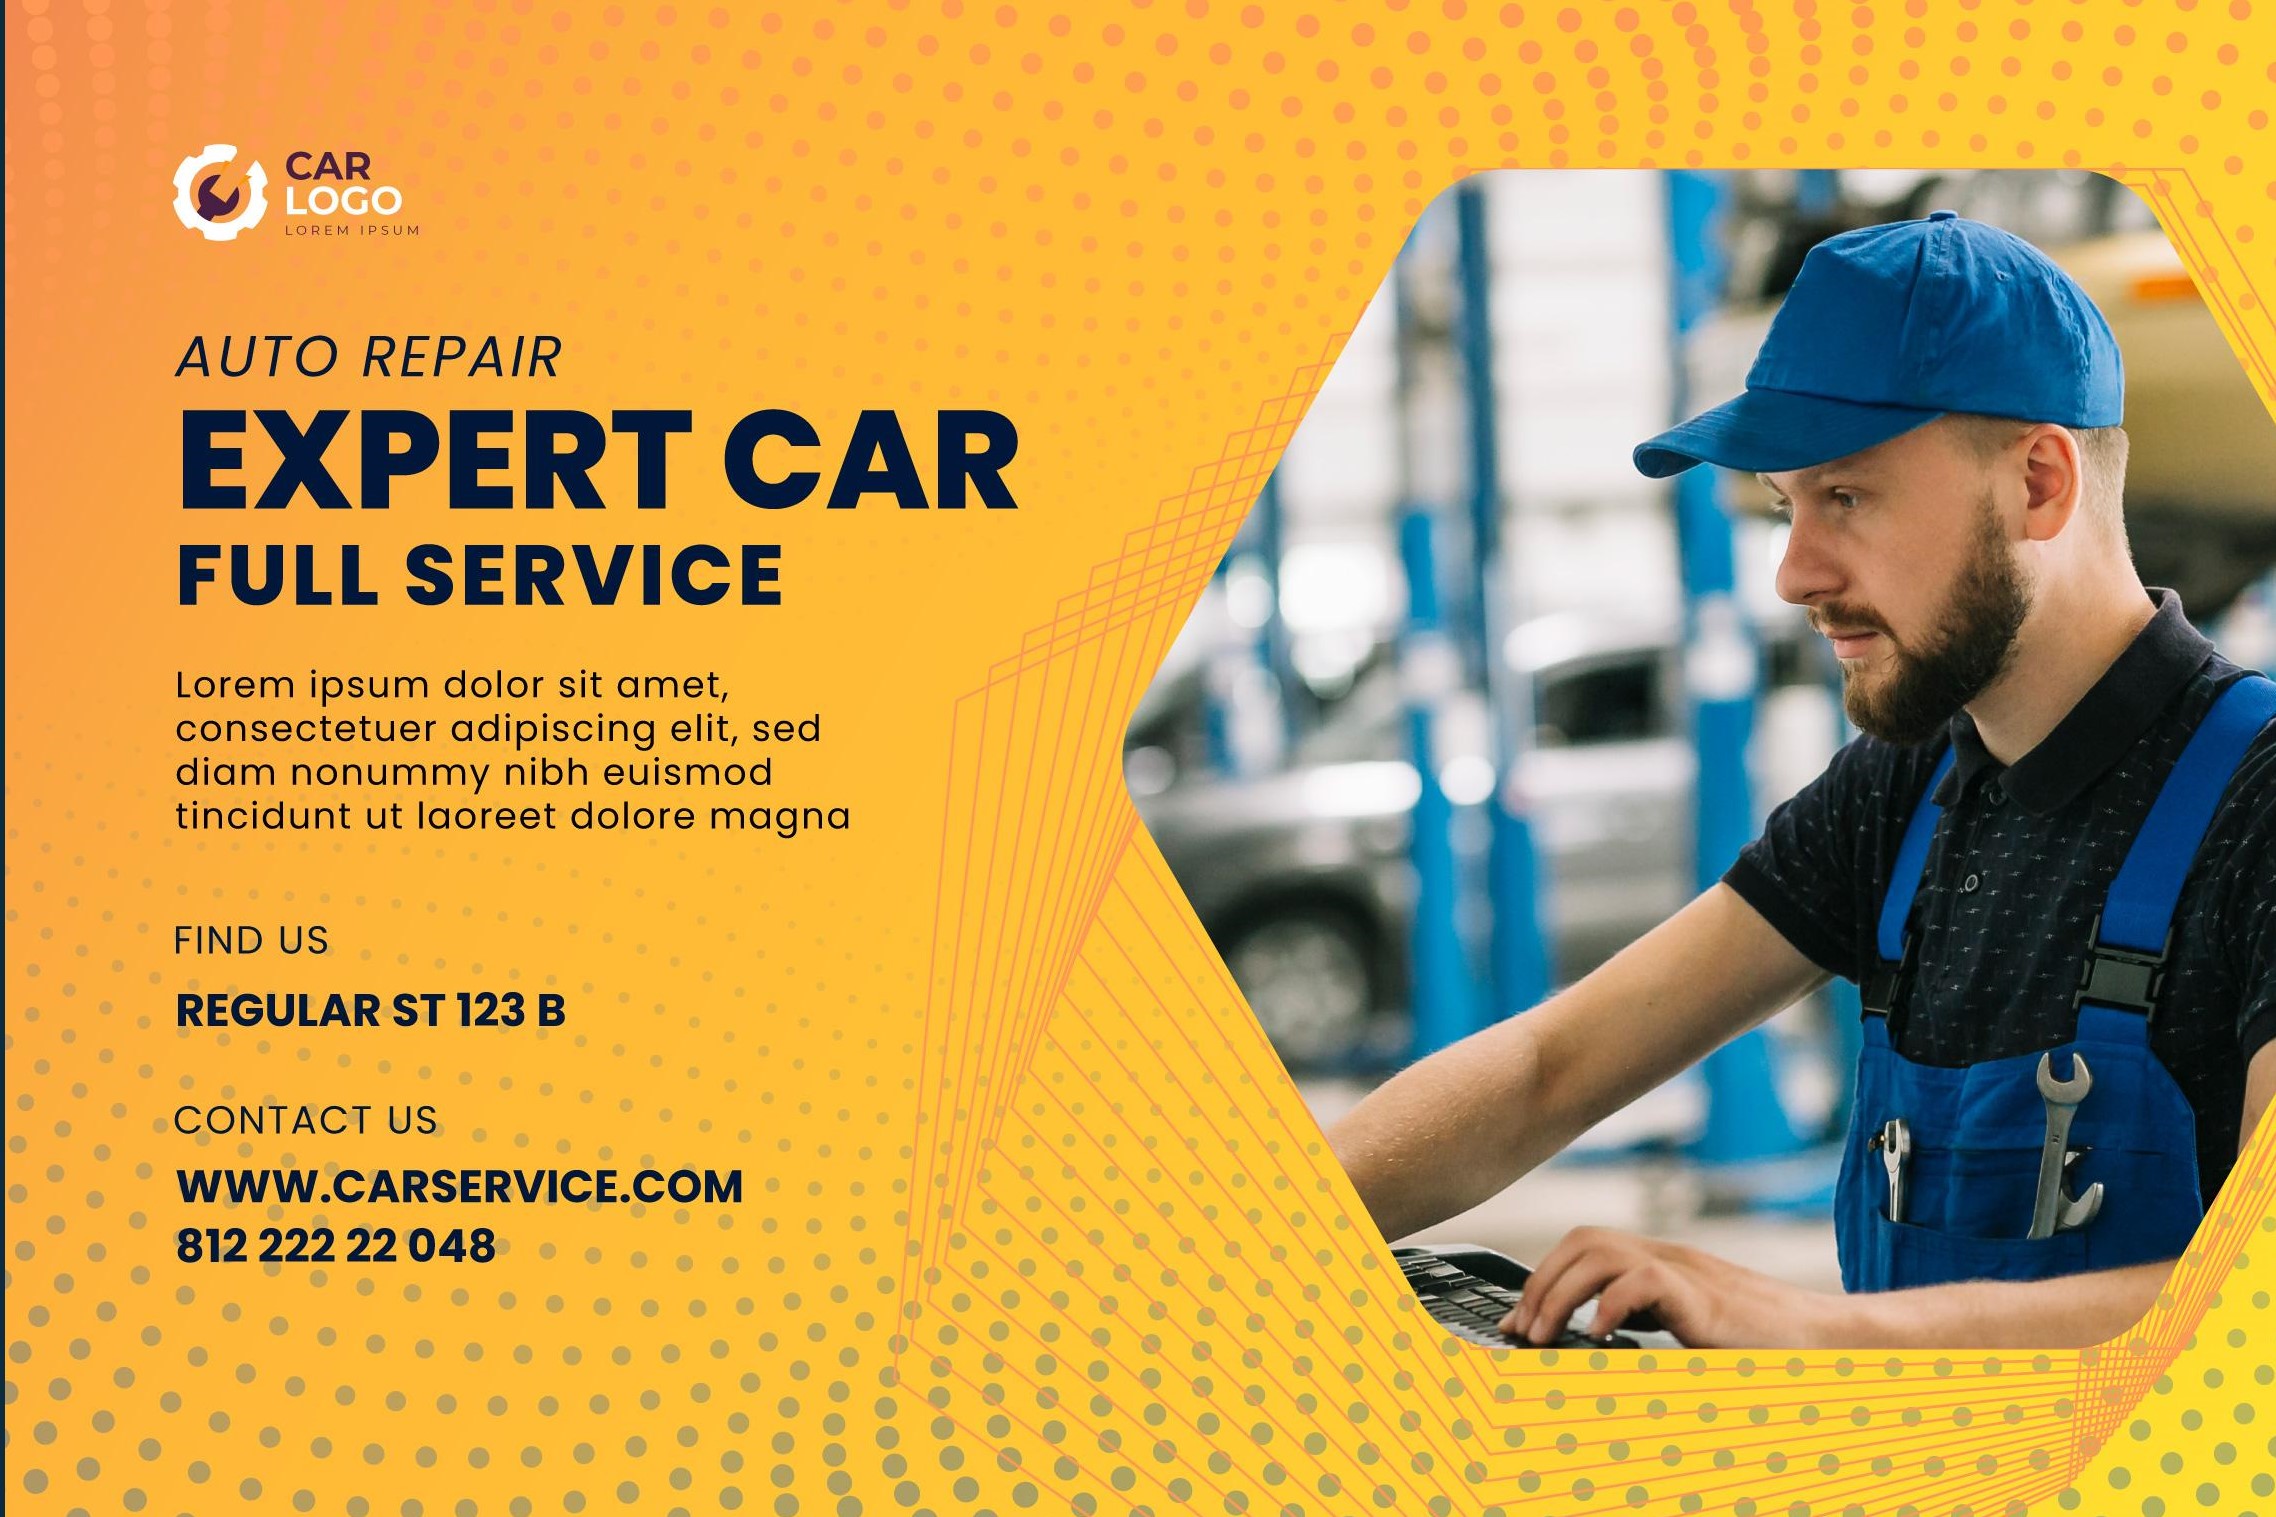 CAR
LOGO
LOREM IPSUM
AUTO REPAIR
EXPERT CAR
FULL SERVICE
Lorem ipsum dolor sit amet,
consectetuer adipiscing elit, sed
diam nonummy nibh euismod
tincidunt ut laoreet dolore magna
FIND US
REGULAR ST 123 B
CONTACT US
WWW.CARSERVICE.COM
812 222 22 048